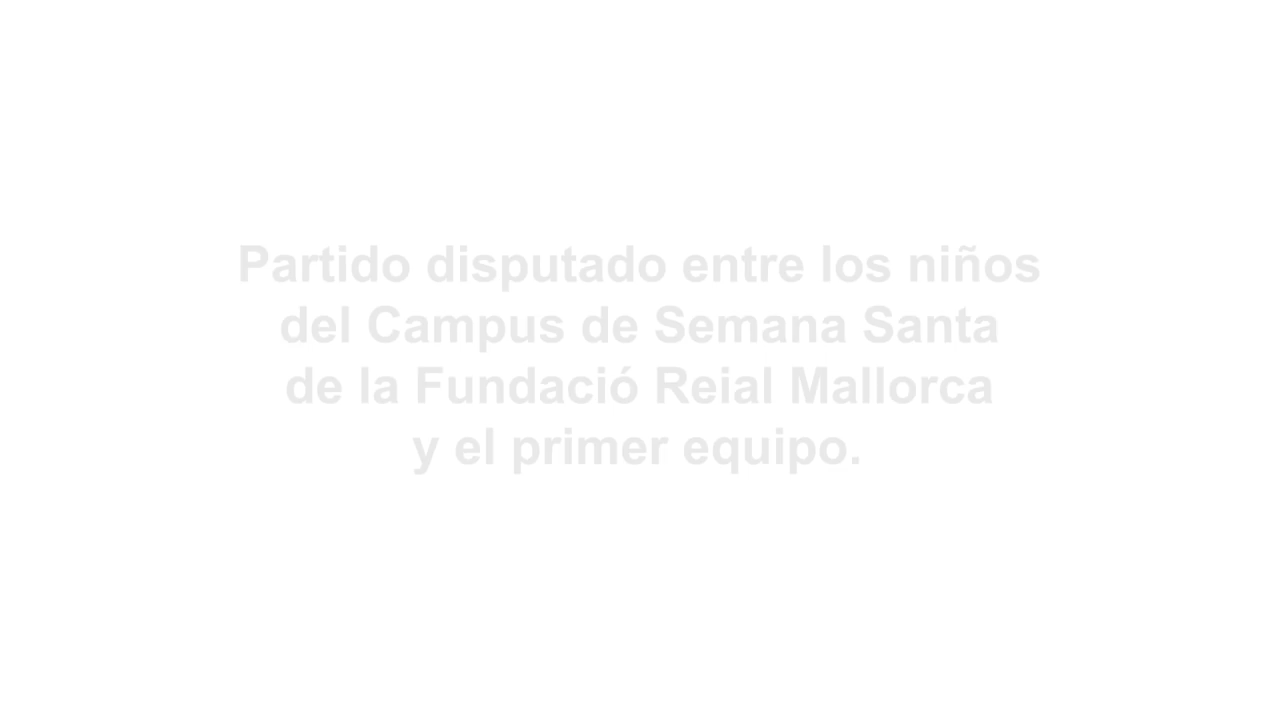 Partido disputado entre los niños
del Campus de Semana Santa
de la Fundació Reial Mallorca
y el primer equipo.